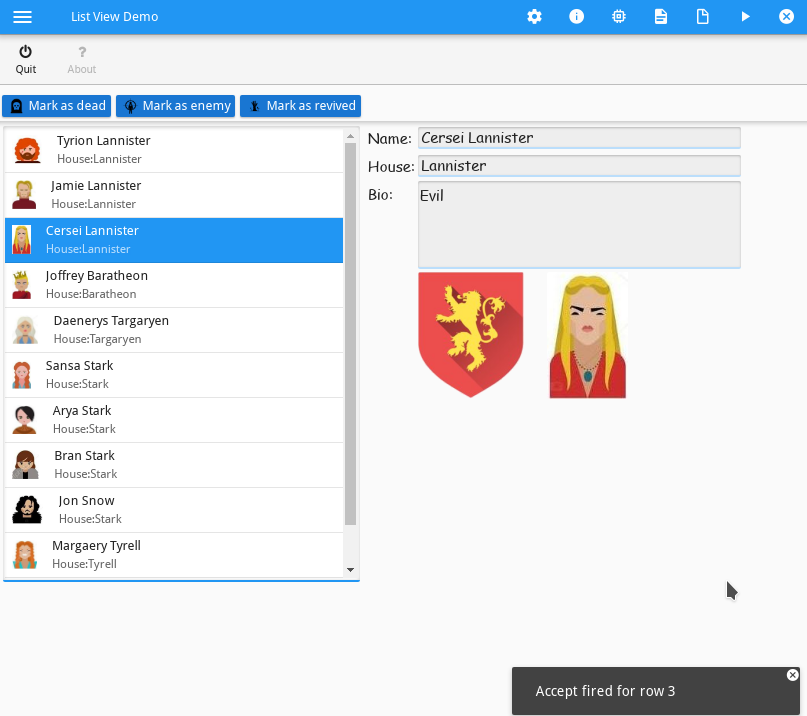 List View Demo
Quit
? About
Mark as dead
Mark as enemy
Mark as revived
Tyrion Lannister
House:Lannister
Jamie Lannister
House:Lannister
Cersei Lannister
House:Lannister
Joffrey Baratheon
House:Baratheon
Daenerys Targaryen
House:Targaryen
Sansa Stark
House:Stark
Arya Stark
House:Stark
Bran Stark
House:Stark
Jon Snow
House:Stark
Margaery Tyrell
House:Tyrell
Name: Cersei Lannister
House: Lannister
Bio: Evil
Accept fired for row 3